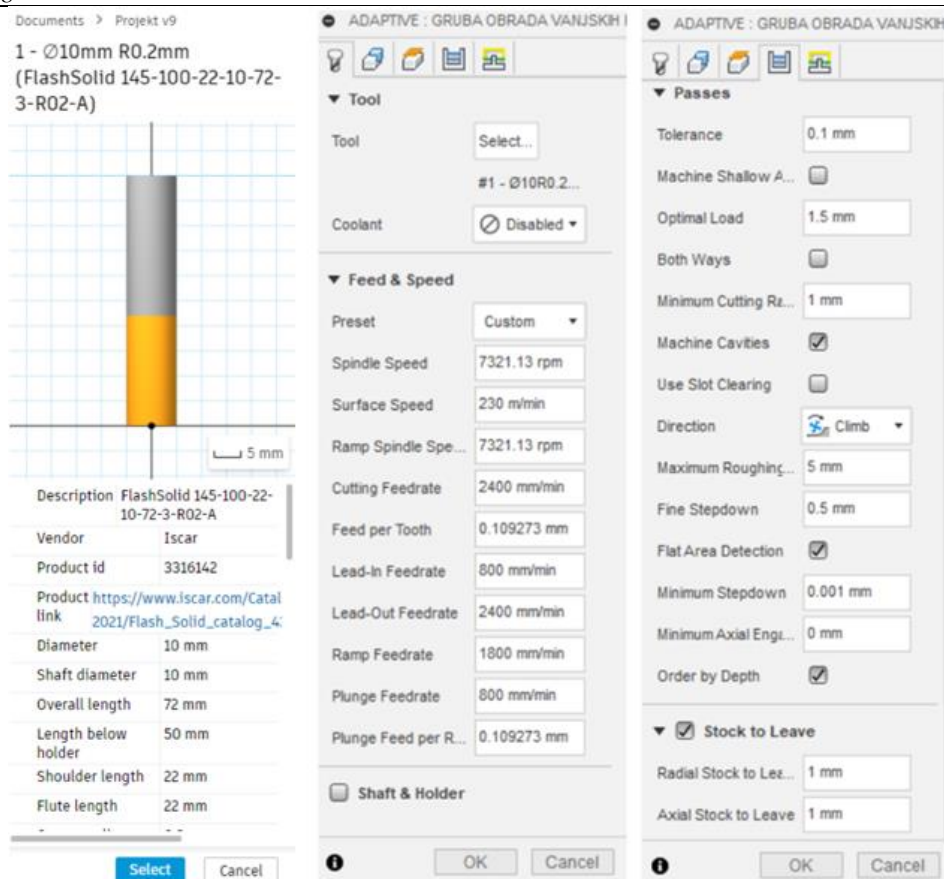 Documents > Projekt v9
1 - Ø10mm R0.2mm
(FlashSolid 145-100-22-10-72-
3-R02-A)
5 mm
Description FlashSolid 145-100-22-
10-72-3-R02-A
Vendor Iscar
Product id 3316142
Product https://www.iscar.com/Catal
link 2021/Flash_Solid_catalog_4
Diameter 10 mm
Shaft diameter 10 mm
Overall length 72 mm
Length below 50 mm
holder
Shoulder length 22 mm
Flute length 22 mm
Select Cancel
ADAPTIVE : GRUBA OBRADA VANJSKIH
Tool
Tool Select...
#1 - Ø10R0.2...
Coolant Disabled
Feed & Speed
Preset Custom
Spindle Speed 7321.13 rpm
Surface Speed 230 m/min
Ramp Spindle Spe... 7321.13 rpm
Cutting Feedrate 2400 mm/min
Feed per Tooth 0.109273 mm
Lead-In Feedrate 800 mm/min
Lead-Out Feedrate 2400 mm/min
Ramp Feedrate 1800 mm/min
Plunge Feedrate 800 mm/min
Plunge Feed per R... 0.109273 mm
Shaft & Holder
OK Cancel
ADAPTIVE : GRUBA OBRADA VANJSKIH
Passes
Tolerance 0.1 mm
Machine Shallow A...
Optimal Load 1.5 mm
Both Ways
Minimum Cutting Ra... 1 mm
Machine Cavities
Use Slot Clearing
Direction Climb
Maximum Roughing... 5 mm
Fine Stepdown 0.5 mm
Flat Area Detection
Minimum Stepdown 0.001 mm
Minimum Axial Enga... 0 mm
Order by Depth
Stock to Leave
Radial Stock to Lea... 1 mm
Axial Stock to Leave 1 mm
OK Cancel